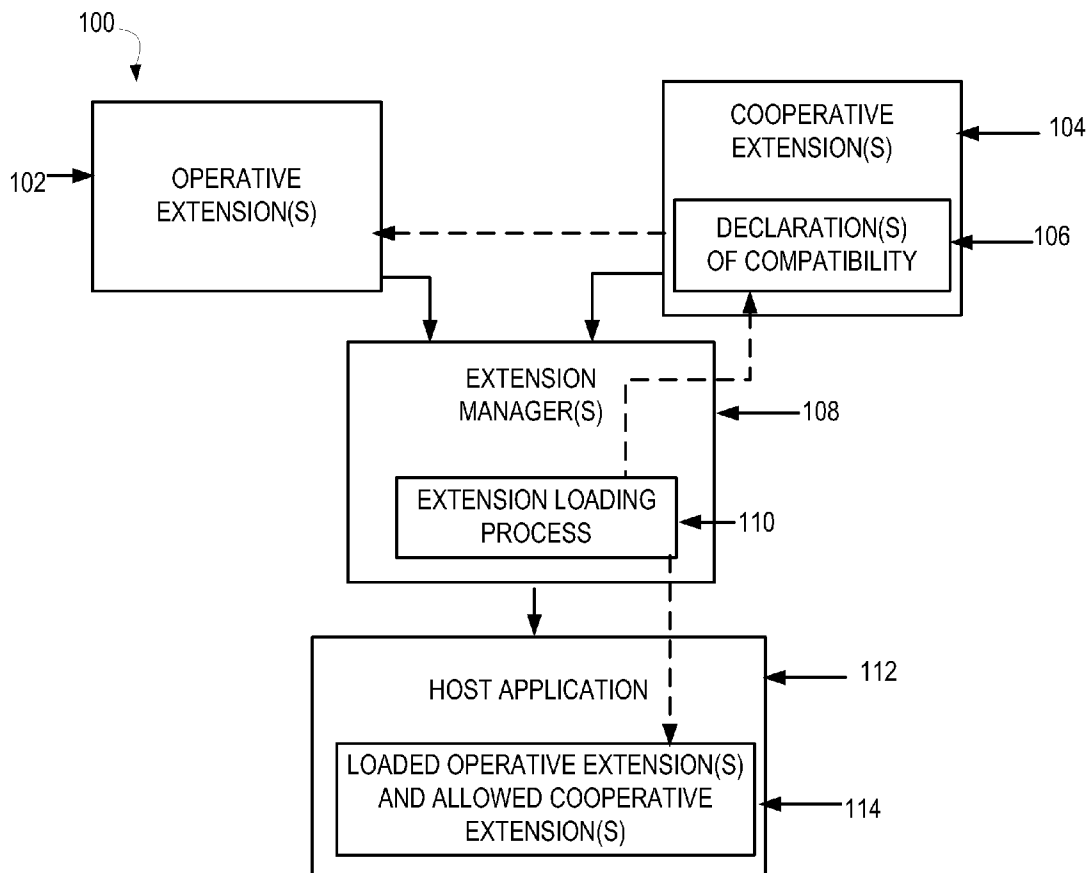 100
OPERATIVE
EXTENSION(S)
102
COOPERATIVE
EXTENSION(S)
104
DECLARATION(S)
OF COMPATIBILITY
106
EXTENSION
MANAGER(S)
108
EXTENSION LOADING
PROCESS
110
HOST APPLICATION
112
LOADED OPERATIVE EXTENSION(S)
AND ALLOWED COOPERATIVE
EXTENSION(S)
114